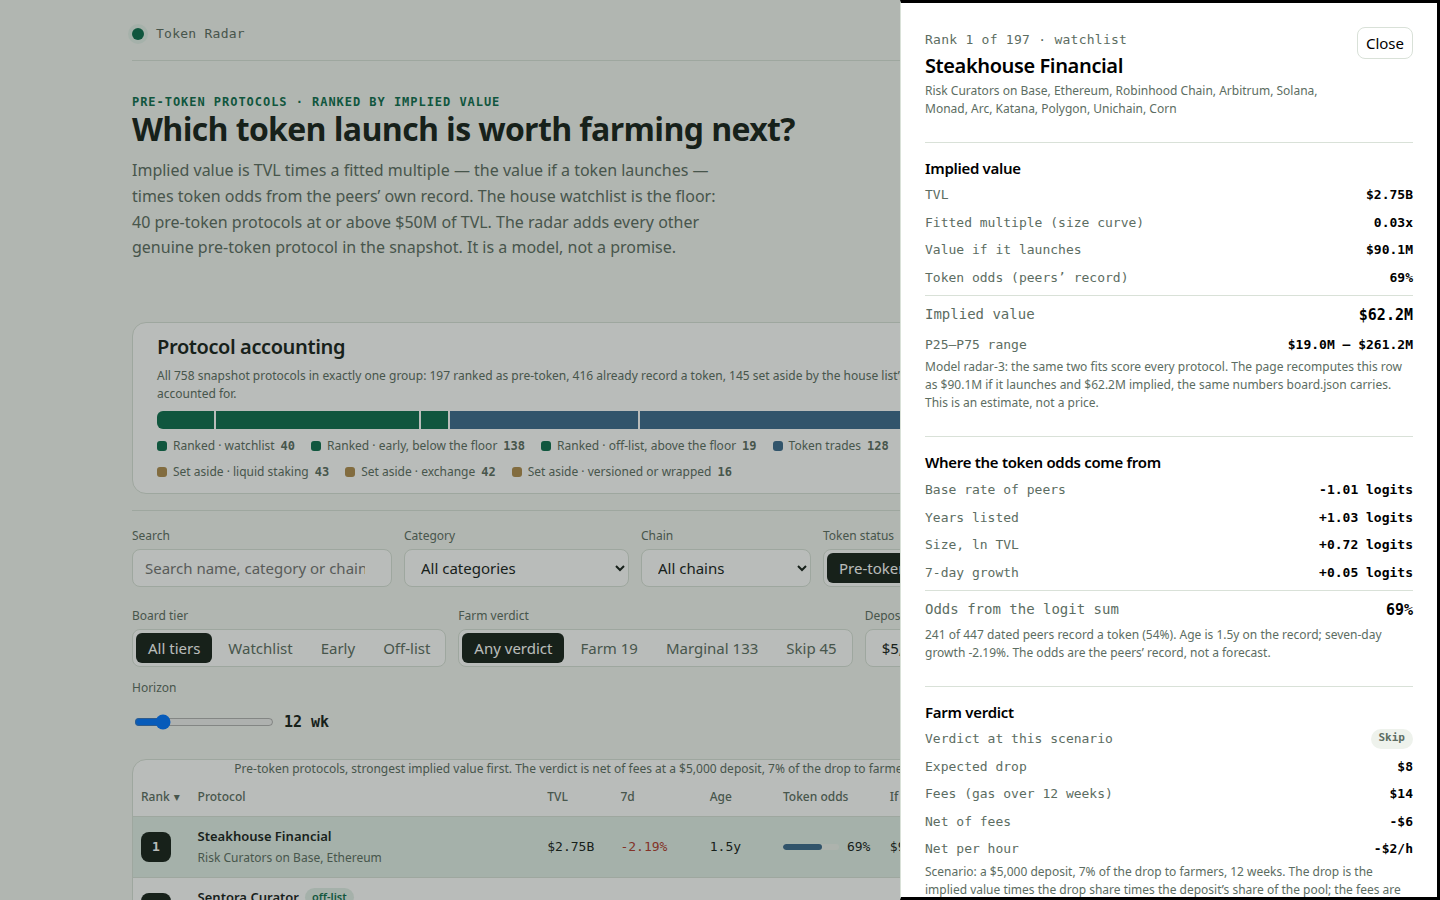 Token Radar
PRE-TOKEN PROTOCOLS · RANKED BY IMPLIED VALUE
Which token launch is worth farming next?
Implied value is TVL times a fitted multiple — the value if a token launches —
times token odds from the peers’ own record. The house watchlist is the floor:
40 pre-token protocols at or above $50M of TVL. The radar adds every other
genuine pre-token protocol in the snapshot. It is a model, not a promise.
Protocol accounting
All 758 snapshot protocols in exactly one group: 197 ranked as pre-token, 416 already record a token, 145 set aside by the house list’
accounted for.
Ranked · watchlist 40
Ranked · early, below the floor 138
Ranked · off-list, above the floor 19
Token trades 128
Set aside · liquid staking 43
Set aside · exchange 42
Set aside · versioned or wrapped 16
Search
Category
Chain
Token status
Search name, category or chain
All categories
All chains
Pre-token
Board tier
Farm verdict
Depos
All tiers
Watchlist
Early
Off-list
Any verdict
Farm 19
Marginal 133
Skip 45
$5,
Horizon
12 wk
Pre-token protocols, strongest implied value first. The verdict is net of fees at a $5,000 deposit, 7% of the drop to farme
Rank ▾
Protocol
TVL
7d
Age
Token odds
If
1
Steakhouse Financial
Risk Curators on Base, Ethereum
$2.75B
-2.19%
1.5y
69%
$9
Sentora Curator off-list
Rank 1 of 197 · watchlist
Close
Steakhouse Financial
Risk Curators on Base, Ethereum, Robinhood Chain, Arbitrum, Solana,
Monad, Arc, Katana, Polygon, Unichain, Corn
Implied value
TVL $2.75B
Fitted multiple (size curve) 0.03x
Value if it launches $90.1M
Token odds (peers’ record) 69%
Implied value $62.2M
P25–P75 range $19.0M – $261.2M
Model radar-3: the same two fits score every protocol. The page recomputes this row
as $90.1M if it launches and $62.2M implied, the same numbers board.json carries.
This is an estimate, not a price.
Where the token odds come from
Base rate of peers -1.01 logits
Years listed +1.03 logits
Size, ln TVL +0.72 logits
7-day growth +0.05 logits
Odds from the logit sum 69%
241 of 447 dated peers record a token (54%). Age is 1.5y on the record; seven-day
growth -2.19%. The odds are the peers’ record, not a forecast.
Farm verdict
Verdict at this scenario Skip
Expected drop $8
Fees (gas over 12 weeks) $14
Net of fees -$6
Net per hour -$2/h
Scenario: a $5,000 deposit, 7% of the drop to farmers, 12 weeks. The drop is the
implied value times the drop share times the deposit’s share of the pool; the fees are